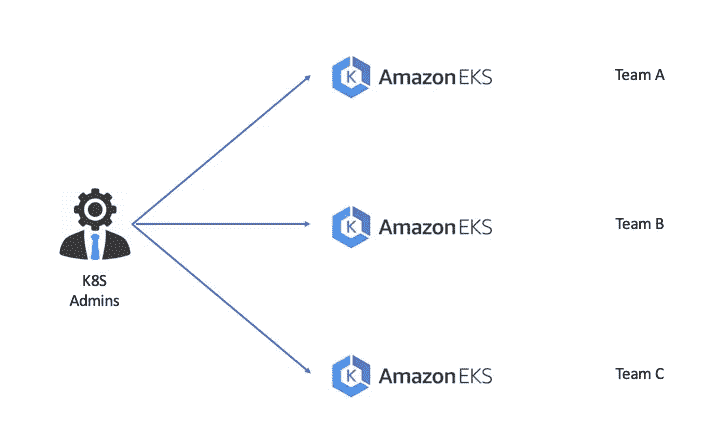 K Amazon EKS
Team A
K Amazon EKS
Team B
K8S
Admins
K Amazon EKS
Team C